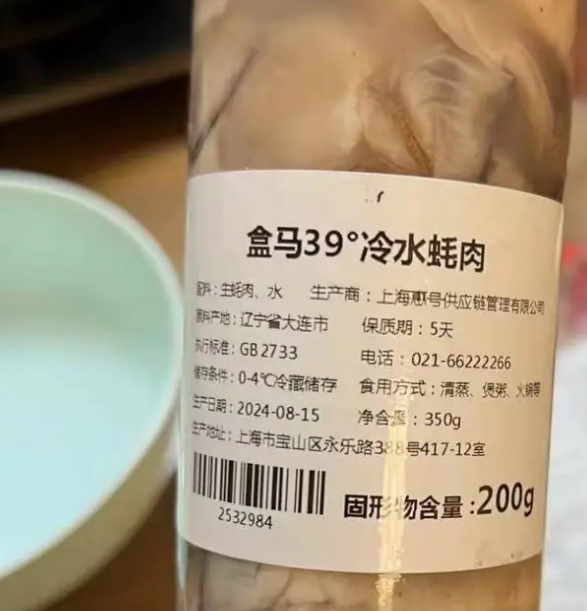 盒马39°冷水蚝肉
配料：生蚝肉、水 生产商：上海惠号供应链管理有限公司
原料产地：辽宁省大连市 保质期：5天
执行标准：GB 2733 电话：021-66222266
储存条件：0-4℃冷藏储存 食用方式：清蒸、煲粥、火锅等
生产日期：2024-08-15 净含量：350g
生产地址：上海市宝山区永乐路388号417-12室
2532984
固形物含量：200g